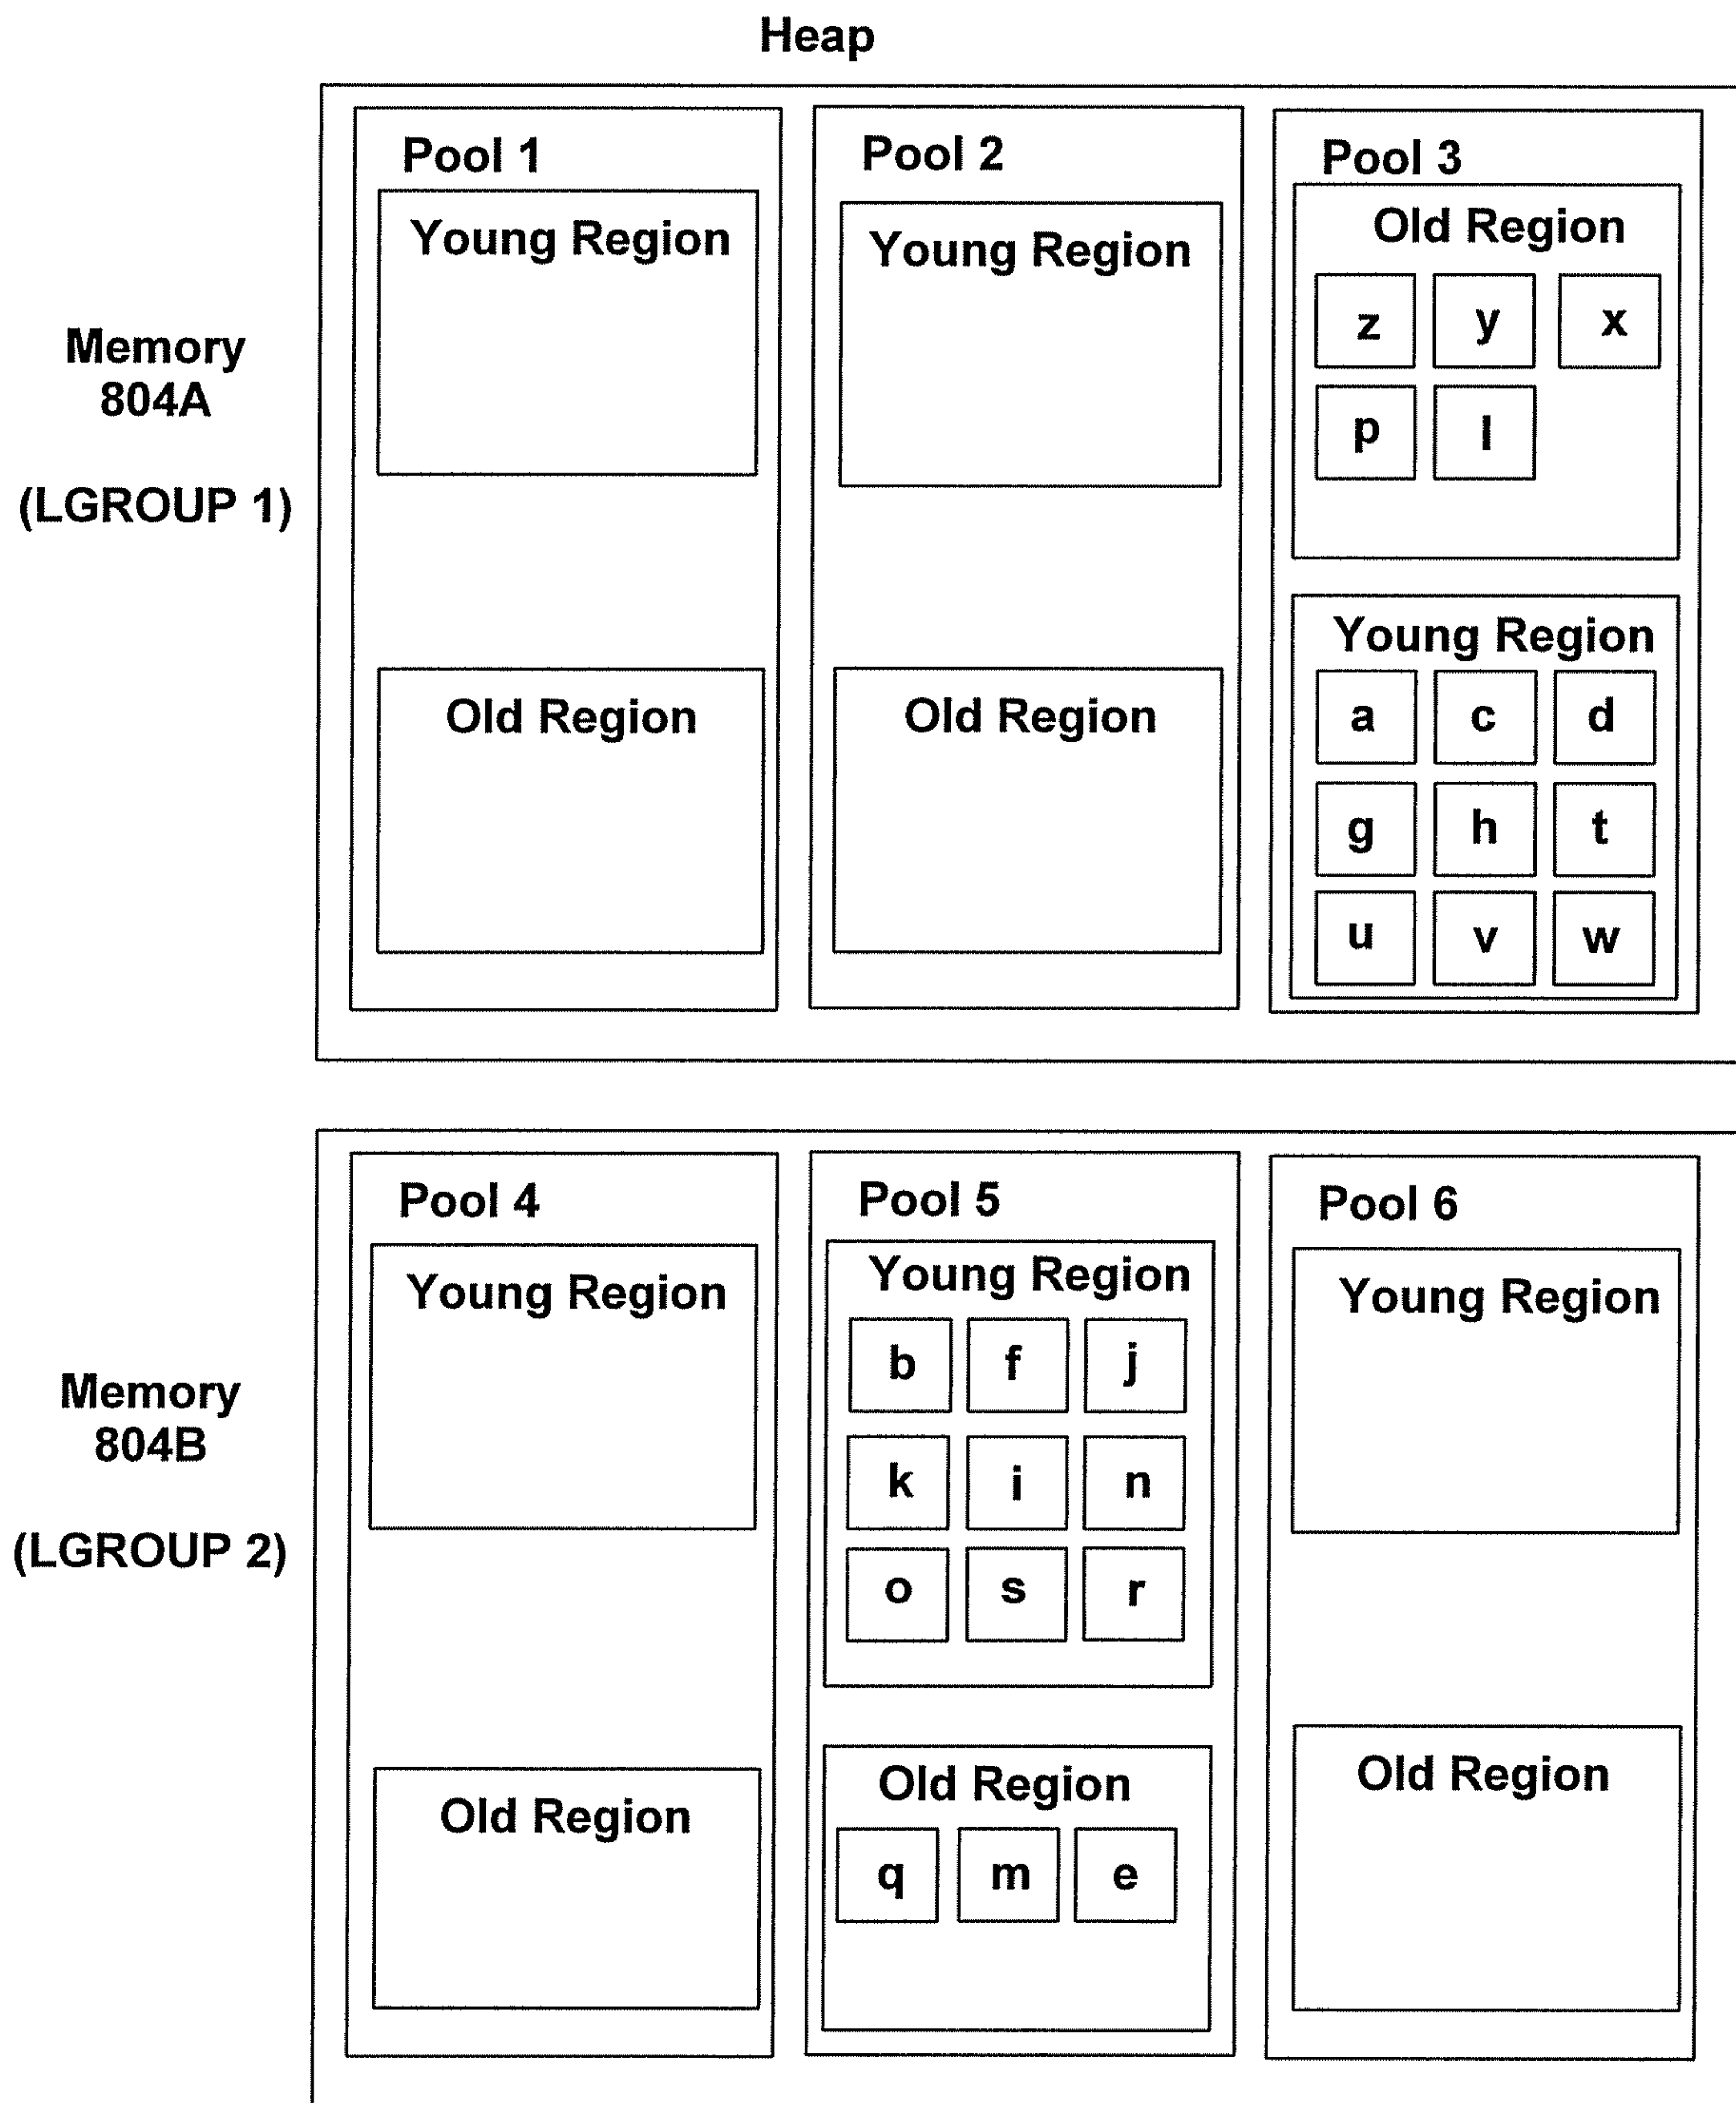 Heap
Memory
804A
(LGROUP 1)
Pool 1
Young Region
Old Region
Pool 2
Young Region
Old Region
Pool 3
Old Region
z y x
p l
Young Region
a c d
g h t
u v w
Memory
804B
(LGROUP 2)
Pool 4
Young Region
Old Region
Pool 5
Young Region
b f j
k i n
o s r
Old Region
q m e
Pool 6
Young Region
Old Region